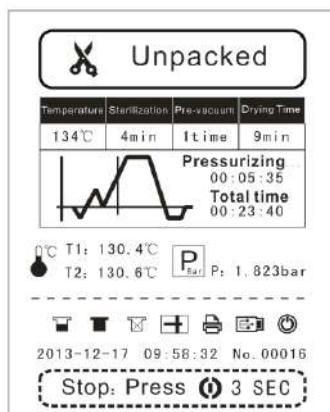 Unpacked
Temperature Sterilization Pre-vacuum Drying Time
134℃ 4min 1time 9min
Pressurizing...
00:05:35
Total time
00:23:40
℃ T1: 130.4℃
T2: 130.6℃
P Bar P: 1.823bar
2013-12-17 09:58:32 No.00016
Stop: Press 3 SEC